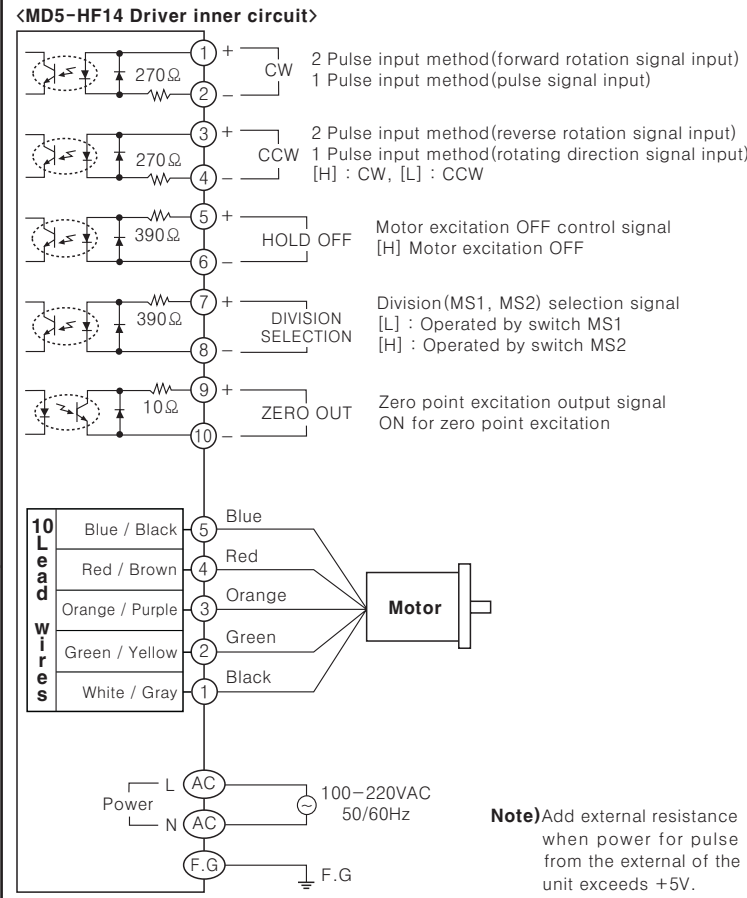 <MD5-HF14 Driver inner circuit>
1 +
270Ω
CW
2 −
2 Pulse input method(forward rotation signal input)
1 Pulse input method(pulse signal input)
3 +
270Ω
CCW
4 −
2 Pulse input method(reverse rotation signal input)
1 Pulse input method(rotating direction signal input)
[H] : CW, [L] : CCW
5 +
390Ω
HOLD OFF
6 −
Motor excitation OFF control signal
[H] Motor excitation OFF
7 +
390Ω
DIVISION
SELECTION
8 −
Division(MS1, MS2) selection signal
[L] : Operated by switch MS1
[H] : Operated by switch MS2
9 +
10Ω
ZERO OUT
10 −
Zero point excitation output signal
ON for zero point excitation
10 Lead wires
Blue / Black 5 Blue
Red / Brown 4 Red
Orange / Purple 3 Orange
Green / Yellow 2 Green
White / Gray 1 Black
Motor
Power
L AC
N AC
100-220VAC
50/60Hz
F.G
F.G
Note)Add external resistance
when power for pulse
from the external of the
unit exceeds +5V.